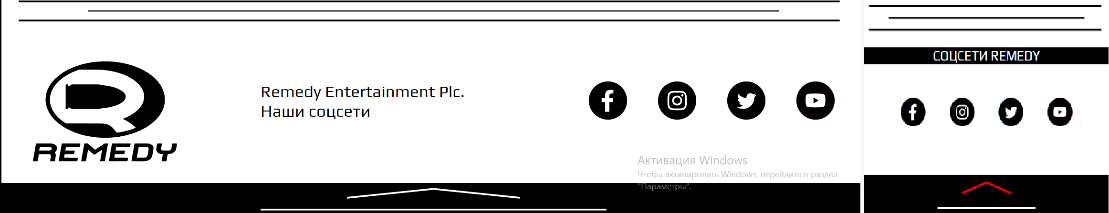 REMEDY
Remedy Entertainment Plc.
Наши соцсети
Активация Windows
Чтобы активировать Windows, перейдите в раздел
"Параметры".
СОЦСЕТИ REMEDY